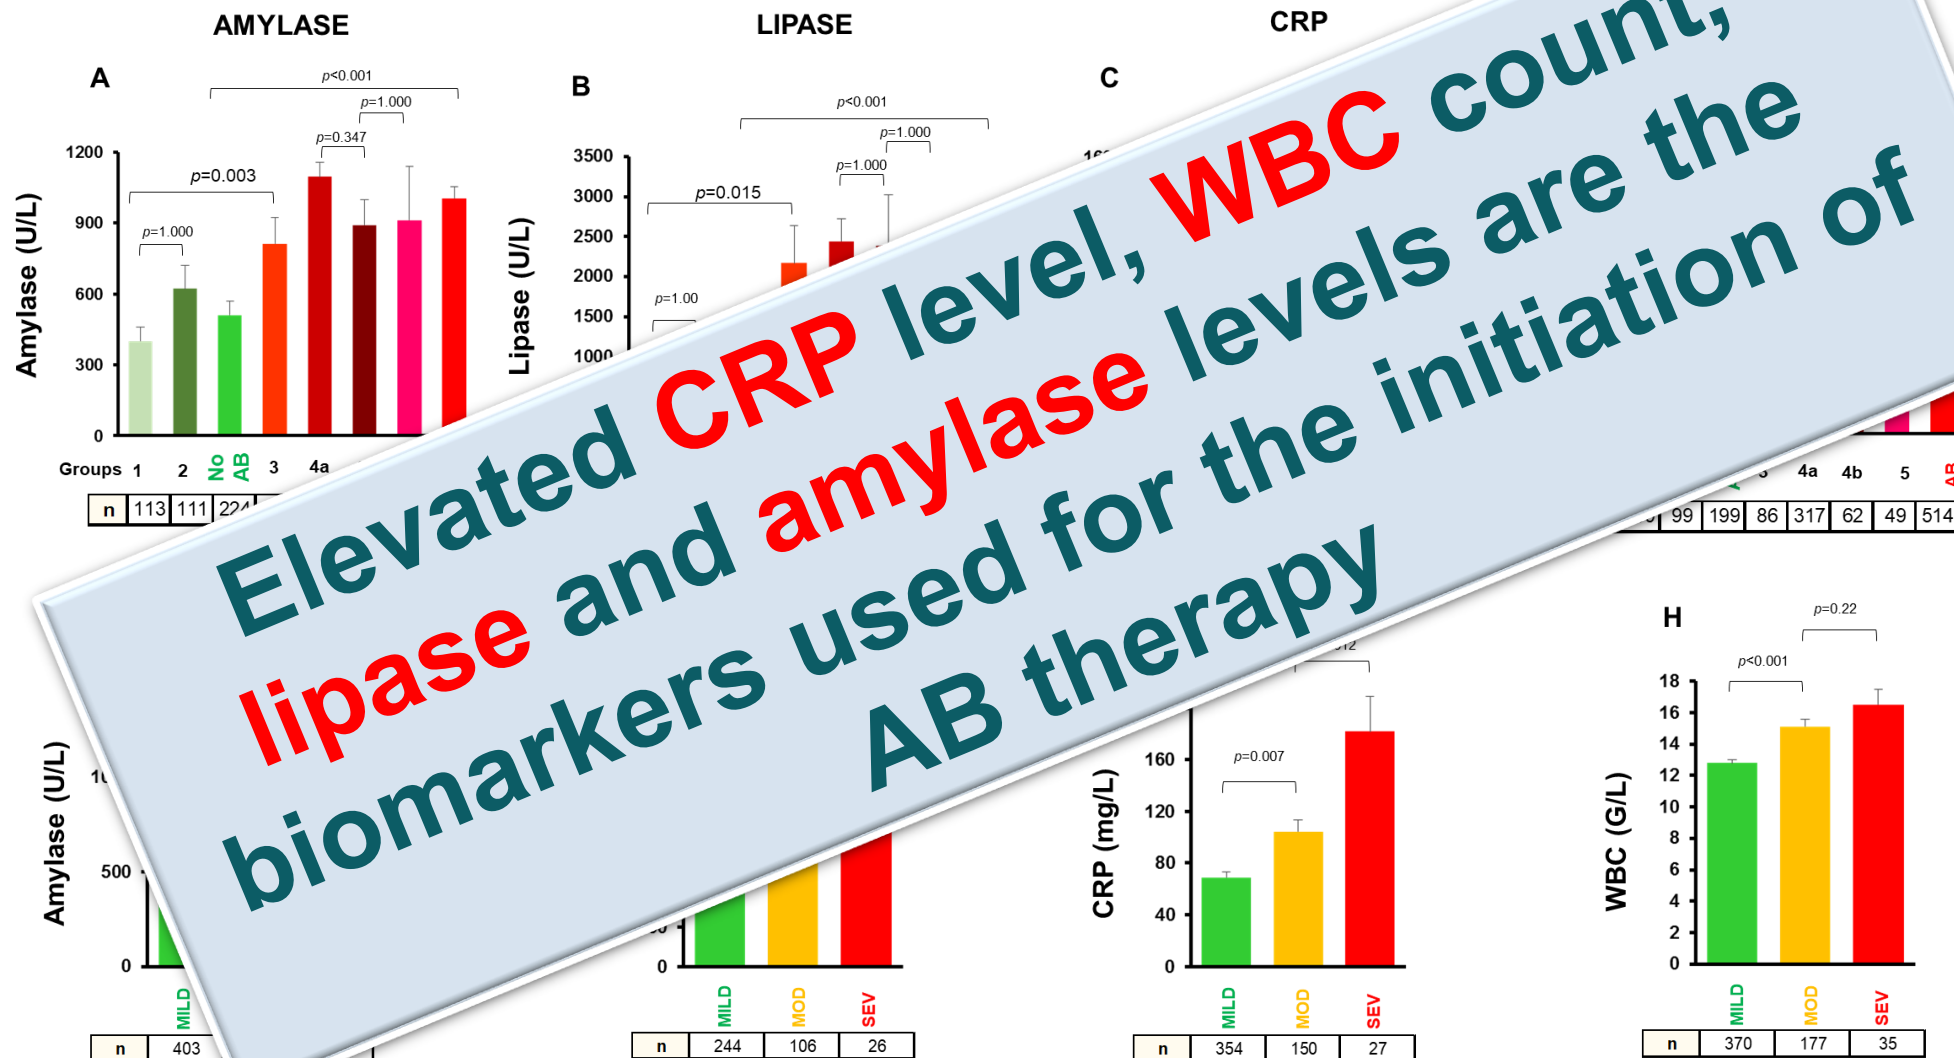 AMYLASE
LIPASE
CRP
A
p<0.001
p=1.000
p=0.347
p=0.003
p=1.000
1200
900
600
300
0
Amylase (U/L)
Groups 1 2 No AB 3 4a
n 113 111 224
B
p<0.001
p=1.000
p=1.000
p=0.015
p=1.00
3500
3000
2500
2000
1500
1000
Lipase (U/L)
C
4a 4b 5 AB
99 199 86 317 62 49 514
Elevated CRP level, WBC count,
lipase and amylase levels are the
biomarkers used for the initiation of
AB therapy
Amylase (U/L)
500
0
MILD
n 403
0
MILD MOD SEV
n 244 106 26
p=0.007
160
120
80
40
0
CRP (mg/L)
MILD MOD SEV
n 354 150 27
H
p=0.22
p<0.001
18
16
14
12
10
8
6
4
2
0
WBC (G/L)
MILD MOD SEV
n 370 177 35